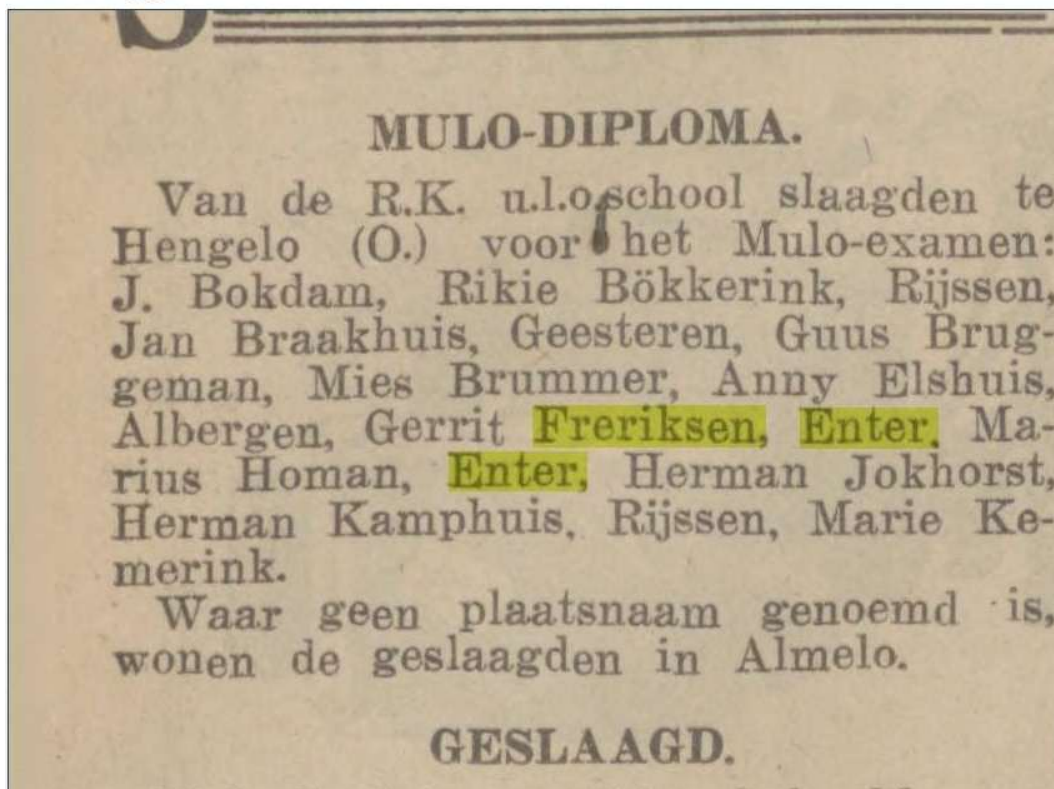 MULO-DIPLOMA.
Van de R.K. u.l.o.school slaagden te
Hengelo (O.) voor het Mulo-examen:
J. Bokdam, Rikie Bökkerink, Rijssen,
Jan Braakhuis, Geesteren, Guus Brug-
geman, Mies Brummer, Anny Elshuis,
Albergen, Gerrit Freriksen, Enter, Ma-
rius Homan, Enter, Herman Jokhorst,
Herman Kamphuis, Rijssen, Marie Ke-
merink.
Waar geen plaatsnaam genoemd is,
wonen de geslaagden in Almelo.
GESLAAGD.